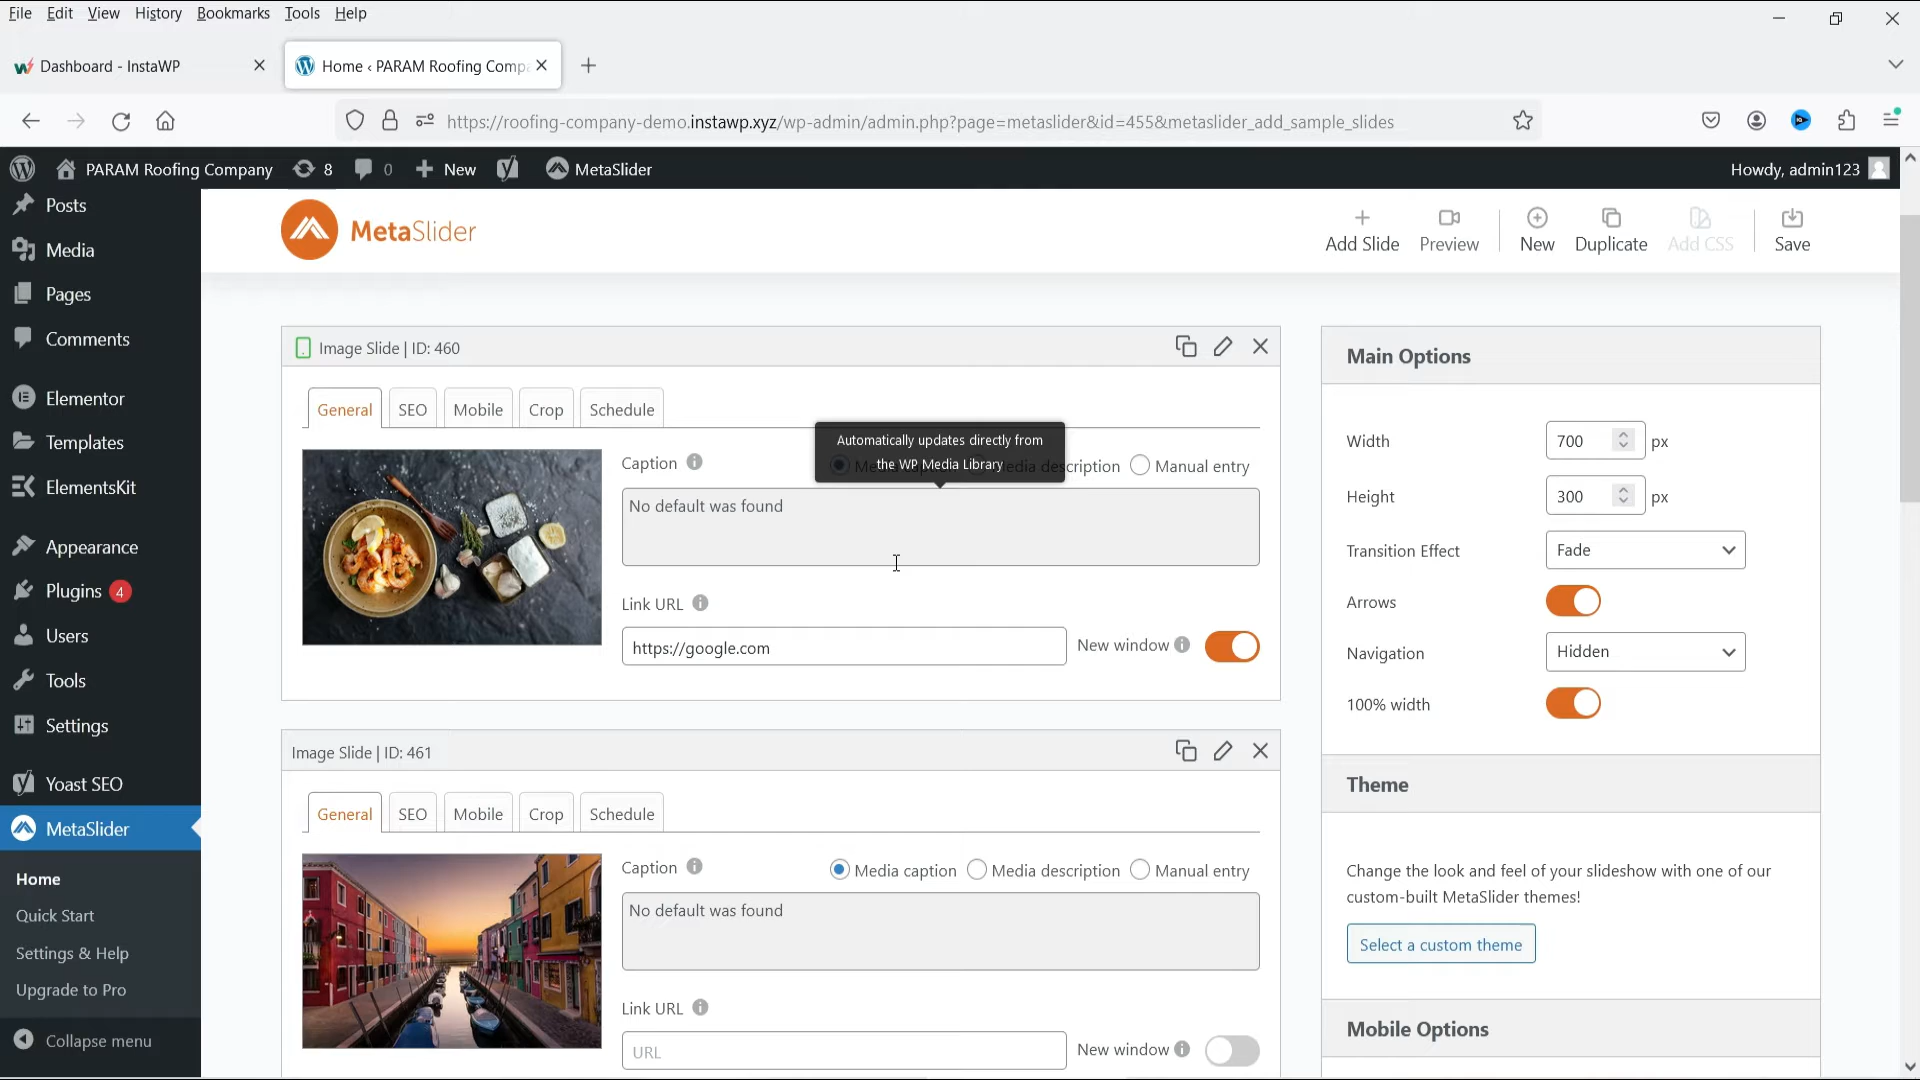 File Edit View History Bookmarks Tools Help
Dashboard - InstaWP
Home ‹ PARAM Roofing Comp
https://roofing-company-demo.instawp.xyz/wp-admin/admin.php?page=metaslider&id=455&metaslider_add_sample_slides
PARAM Roofing Company 8 0 New MetaSlider Howdy, admin123
Posts
Media
Pages
Comments
Elementor
Templates
ElementsKit
Appearance
Plugins 4
Users
Tools
Settings
Yoast SEO
MetaSlider
Home
Quick Start
Settings & Help
Upgrade to Pro
Collapse menu
MetaSlider
Add Slide Preview New Duplicate Add CSS Save
Image Slide | ID: 460
General SEO Mobile Crop Schedule
Automatically updates directly from
the WP Media Library
Caption description Manual entry
No default was found
Link URL
https://google.com New window
Image Slide | ID: 461
General SEO Mobile Crop Schedule
Caption Media caption Media description Manual entry
No default was found
Link URL
URL New window
Main Options
Width 700 px
Height 300 px
Transition Effect Fade
Arrows
Navigation Hidden
100% width
Theme
Change the look and feel of your slideshow with one of our
custom-built MetaSlider themes!
Select a custom theme
Mobile Options